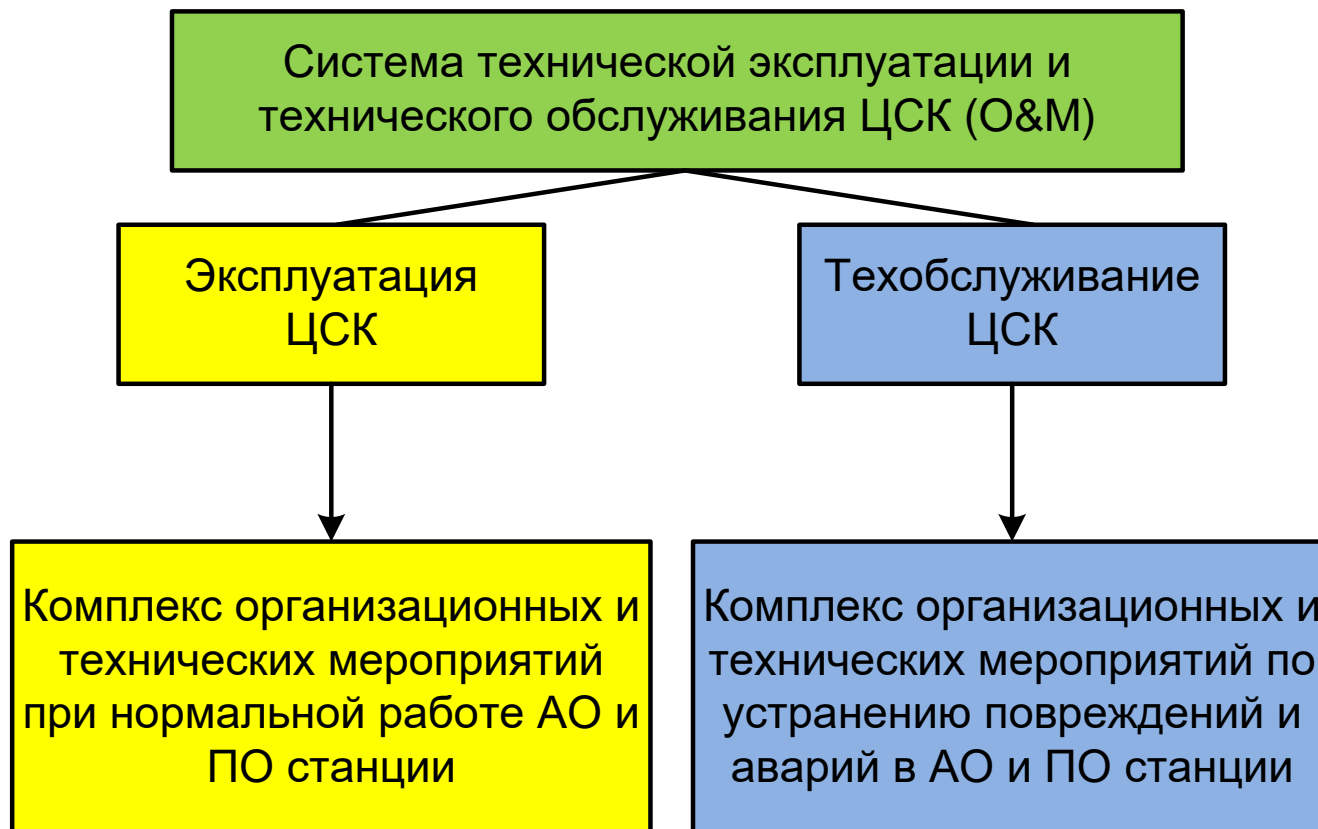 Система технической эксплуатации и
технического обслуживания ЦСК (O&M)
Эксплуатация
ЦСК
Техобслуживание
ЦСК
Комплекс организационных и
технических мероприятий
при нормальной работе АО и
ПО станции
Комплекс организационных и
технических мероприятий по
устранению повреждений и
аварий в АО и ПО станции